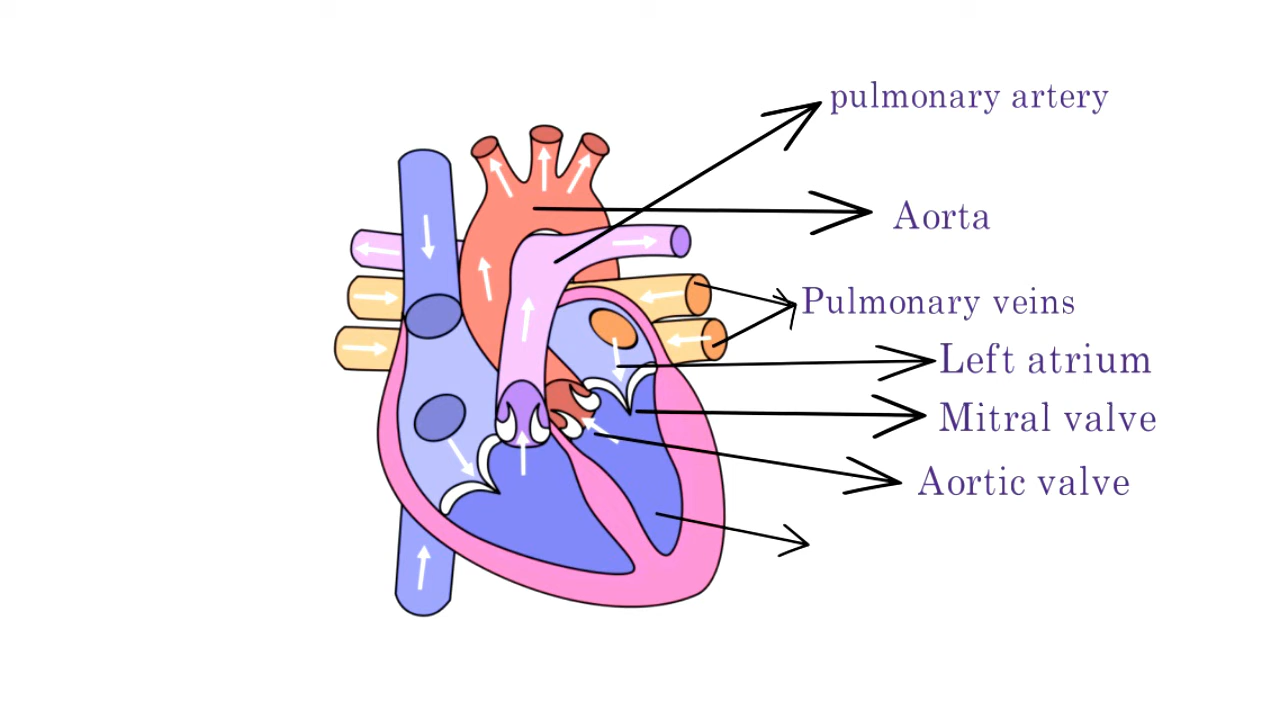 pulmonary artery
Aorta
Pulmonary veins
Left atrium
Mitral valve
Aortic valve